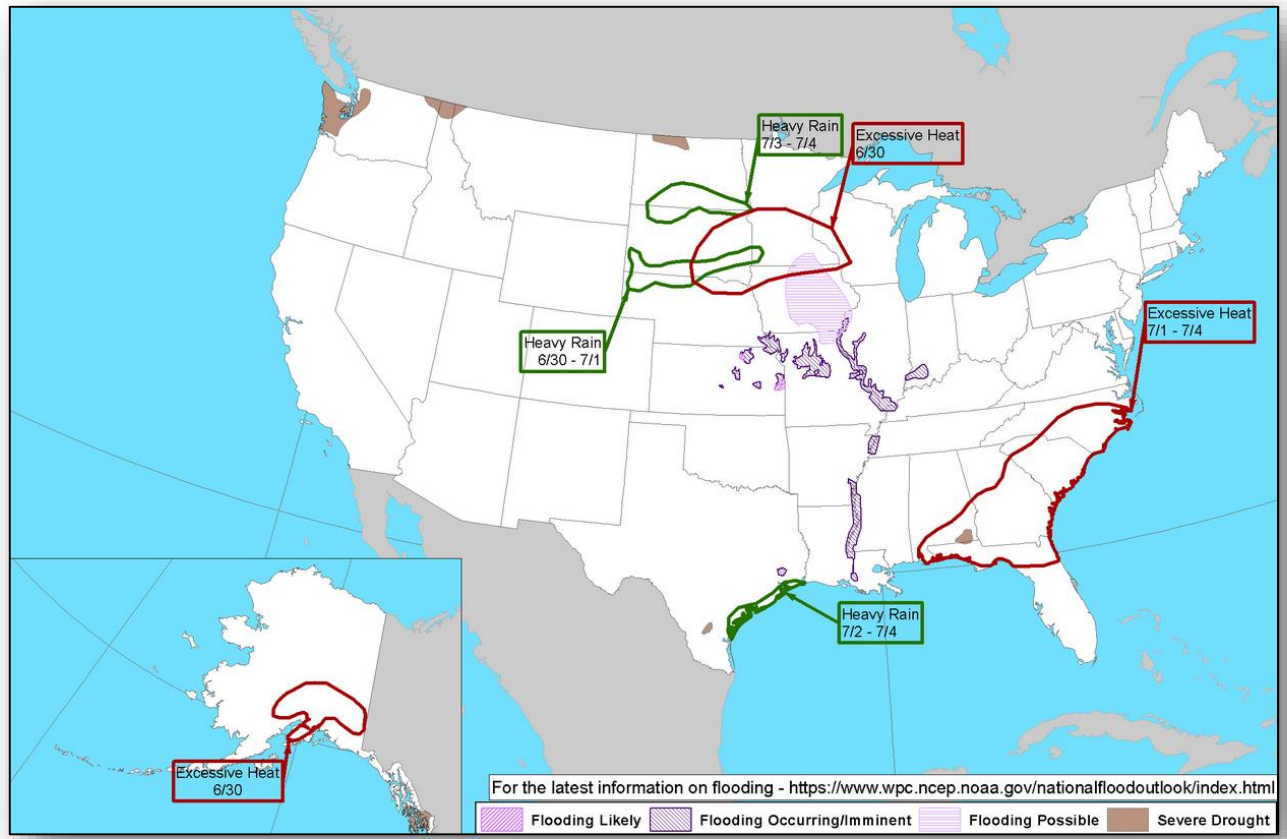 Heavy Rain
7/3 - 7/4
Excessive Heat
6/30
Excessive Heat
7/1 - 7/4
Heavy Rain
6/30 - 7/1
Heavy Rain
7/2 - 7/4
Excessive Heat
6/30
For the latest information on flooding - https://www.wpc.ncep.noaa.gov/nationalfloodoutlook/index.html
Flooding Likely
Flooding Occurring/Imminent
Flooding Possible
Severe Drought